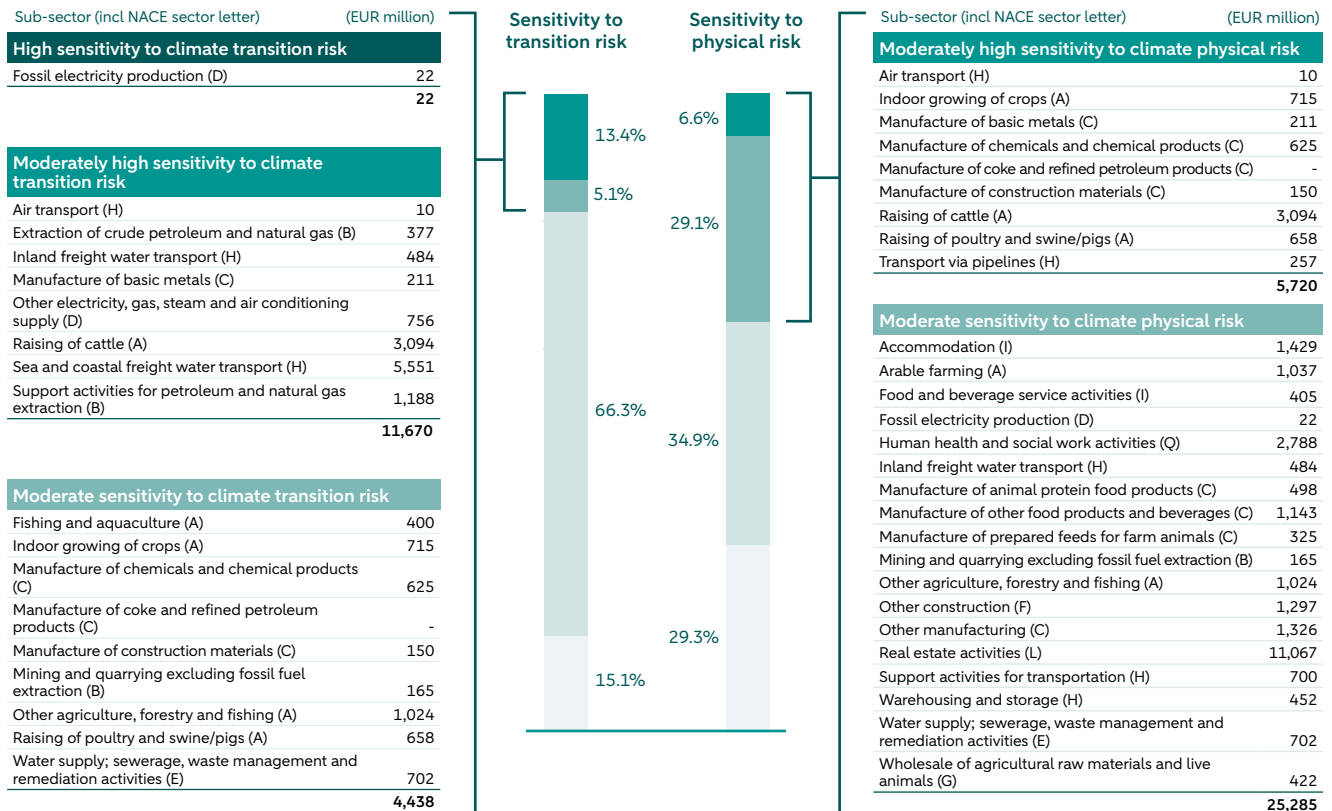 Sub-sector (incl NACE sector letter) (EUR million)
High sensitivity to climate transition risk
Fossil electricity production (D) 22
22
Moderately high sensitivity to climate
transition risk
Air transport (H) 10
Extraction of crude petroleum and natural gas (B) 377
Inland freight water transport (H) 484
Manufacture of basic metals (C) 211
Other electricity, gas, steam and air conditioning
supply (D) 756
Raising of cattle (A) 3,094
Sea and coastal freight water transport (H) 5,551
Support activities for petroleum and natural gas
extraction (B) 1,188
11,670
Moderate sensitivity to climate transition risk
Fishing and aquaculture (A) 400
Indoor growing of crops (A) 715
Manufacture of chemicals and chemical products
(C) 625
Manufacture of coke and refined petroleum
products (C) -
Manufacture of construction materials (C) 150
Mining and quarrying excluding fossil fuel
extraction (B) 165
Other agriculture, forestry and fishing (A) 1,024
Raising of poultry and swine/pigs (A) 658
Water supply; sewerage, waste management and
remediation activities (E) 702
4,438
Sensitivity to
transition risk
13.4%
5.1%
66.3%
15.1%
Sensitivity to
physical risk
6.6%
29.1%
34.9%
29.3%
Sub-sector (incl NACE sector letter) (EUR million)
Moderately high sensitivity to climate physical risk
Air transport (H) 10
Indoor growing of crops (A) 715
Manufacture of basic metals (C) 211
Manufacture of chemicals and chemical products (C) 625
Manufacture of coke and refined petroleum products (C) -
Manufacture of construction materials (C) 150
Raising of cattle (A) 3,094
Raising of poultry and swine/pigs (A) 658
Transport via pipelines (H) 257
5,720
Moderate sensitivity to climate physical risk
Accommodation (I) 1,429
Arable farming (A) 1,037
Food and beverage service activities (I) 405
Fossil electricity production (D) 22
Human health and social work activities (Q) 2,788
Inland freight water transport (H) 484
Manufacture of animal protein food products (C) 498
Manufacture of other food products and beverages (C) 1,143
Manufacture of prepared feeds for farm animals (C) 325
Mining and quarrying excluding fossil fuel extraction (B) 165
Other agriculture, forestry and fishing (A) 1,024
Other construction (F) 1,297
Other manufacturing (C) 1,326
Real estate activities (L) 11,067
Support activities for transportation (H) 700
Warehousing and storage (H) 452
Water supply; sewerage, waste management and
remediation activities (E) 702
Wholesale of agricultural raw materials and live
animals (G) 422
25,285